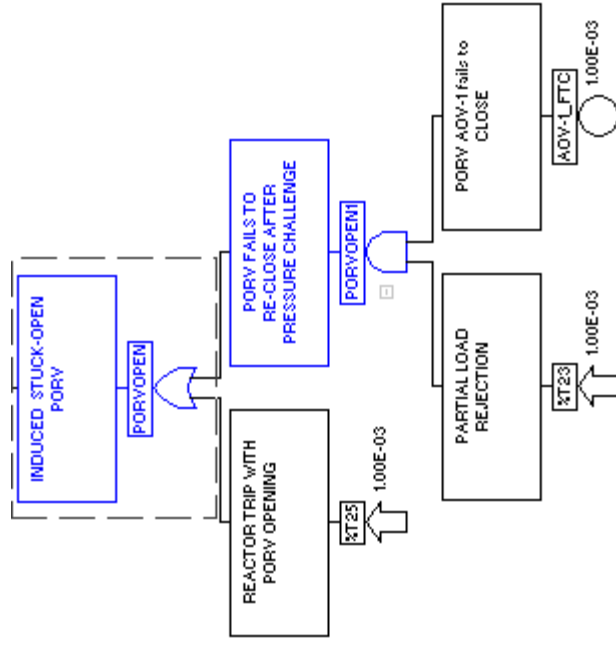 INDUCED STUCK-OPEN
PORV
PORVOPEN
REACTOR TRIP WITH
PORV OPENING
%T25
1.00E-03
PORV FAILS TO
RE-CLOSE AFTER
PRESSURE CHALLENGE
PORVOPEN1
PARTIAL LOAD
REJECTION
%T23
1.00E-03
PORV AOV-1 fails to
CLOSE
AOV-1_FTC
1.00E-03